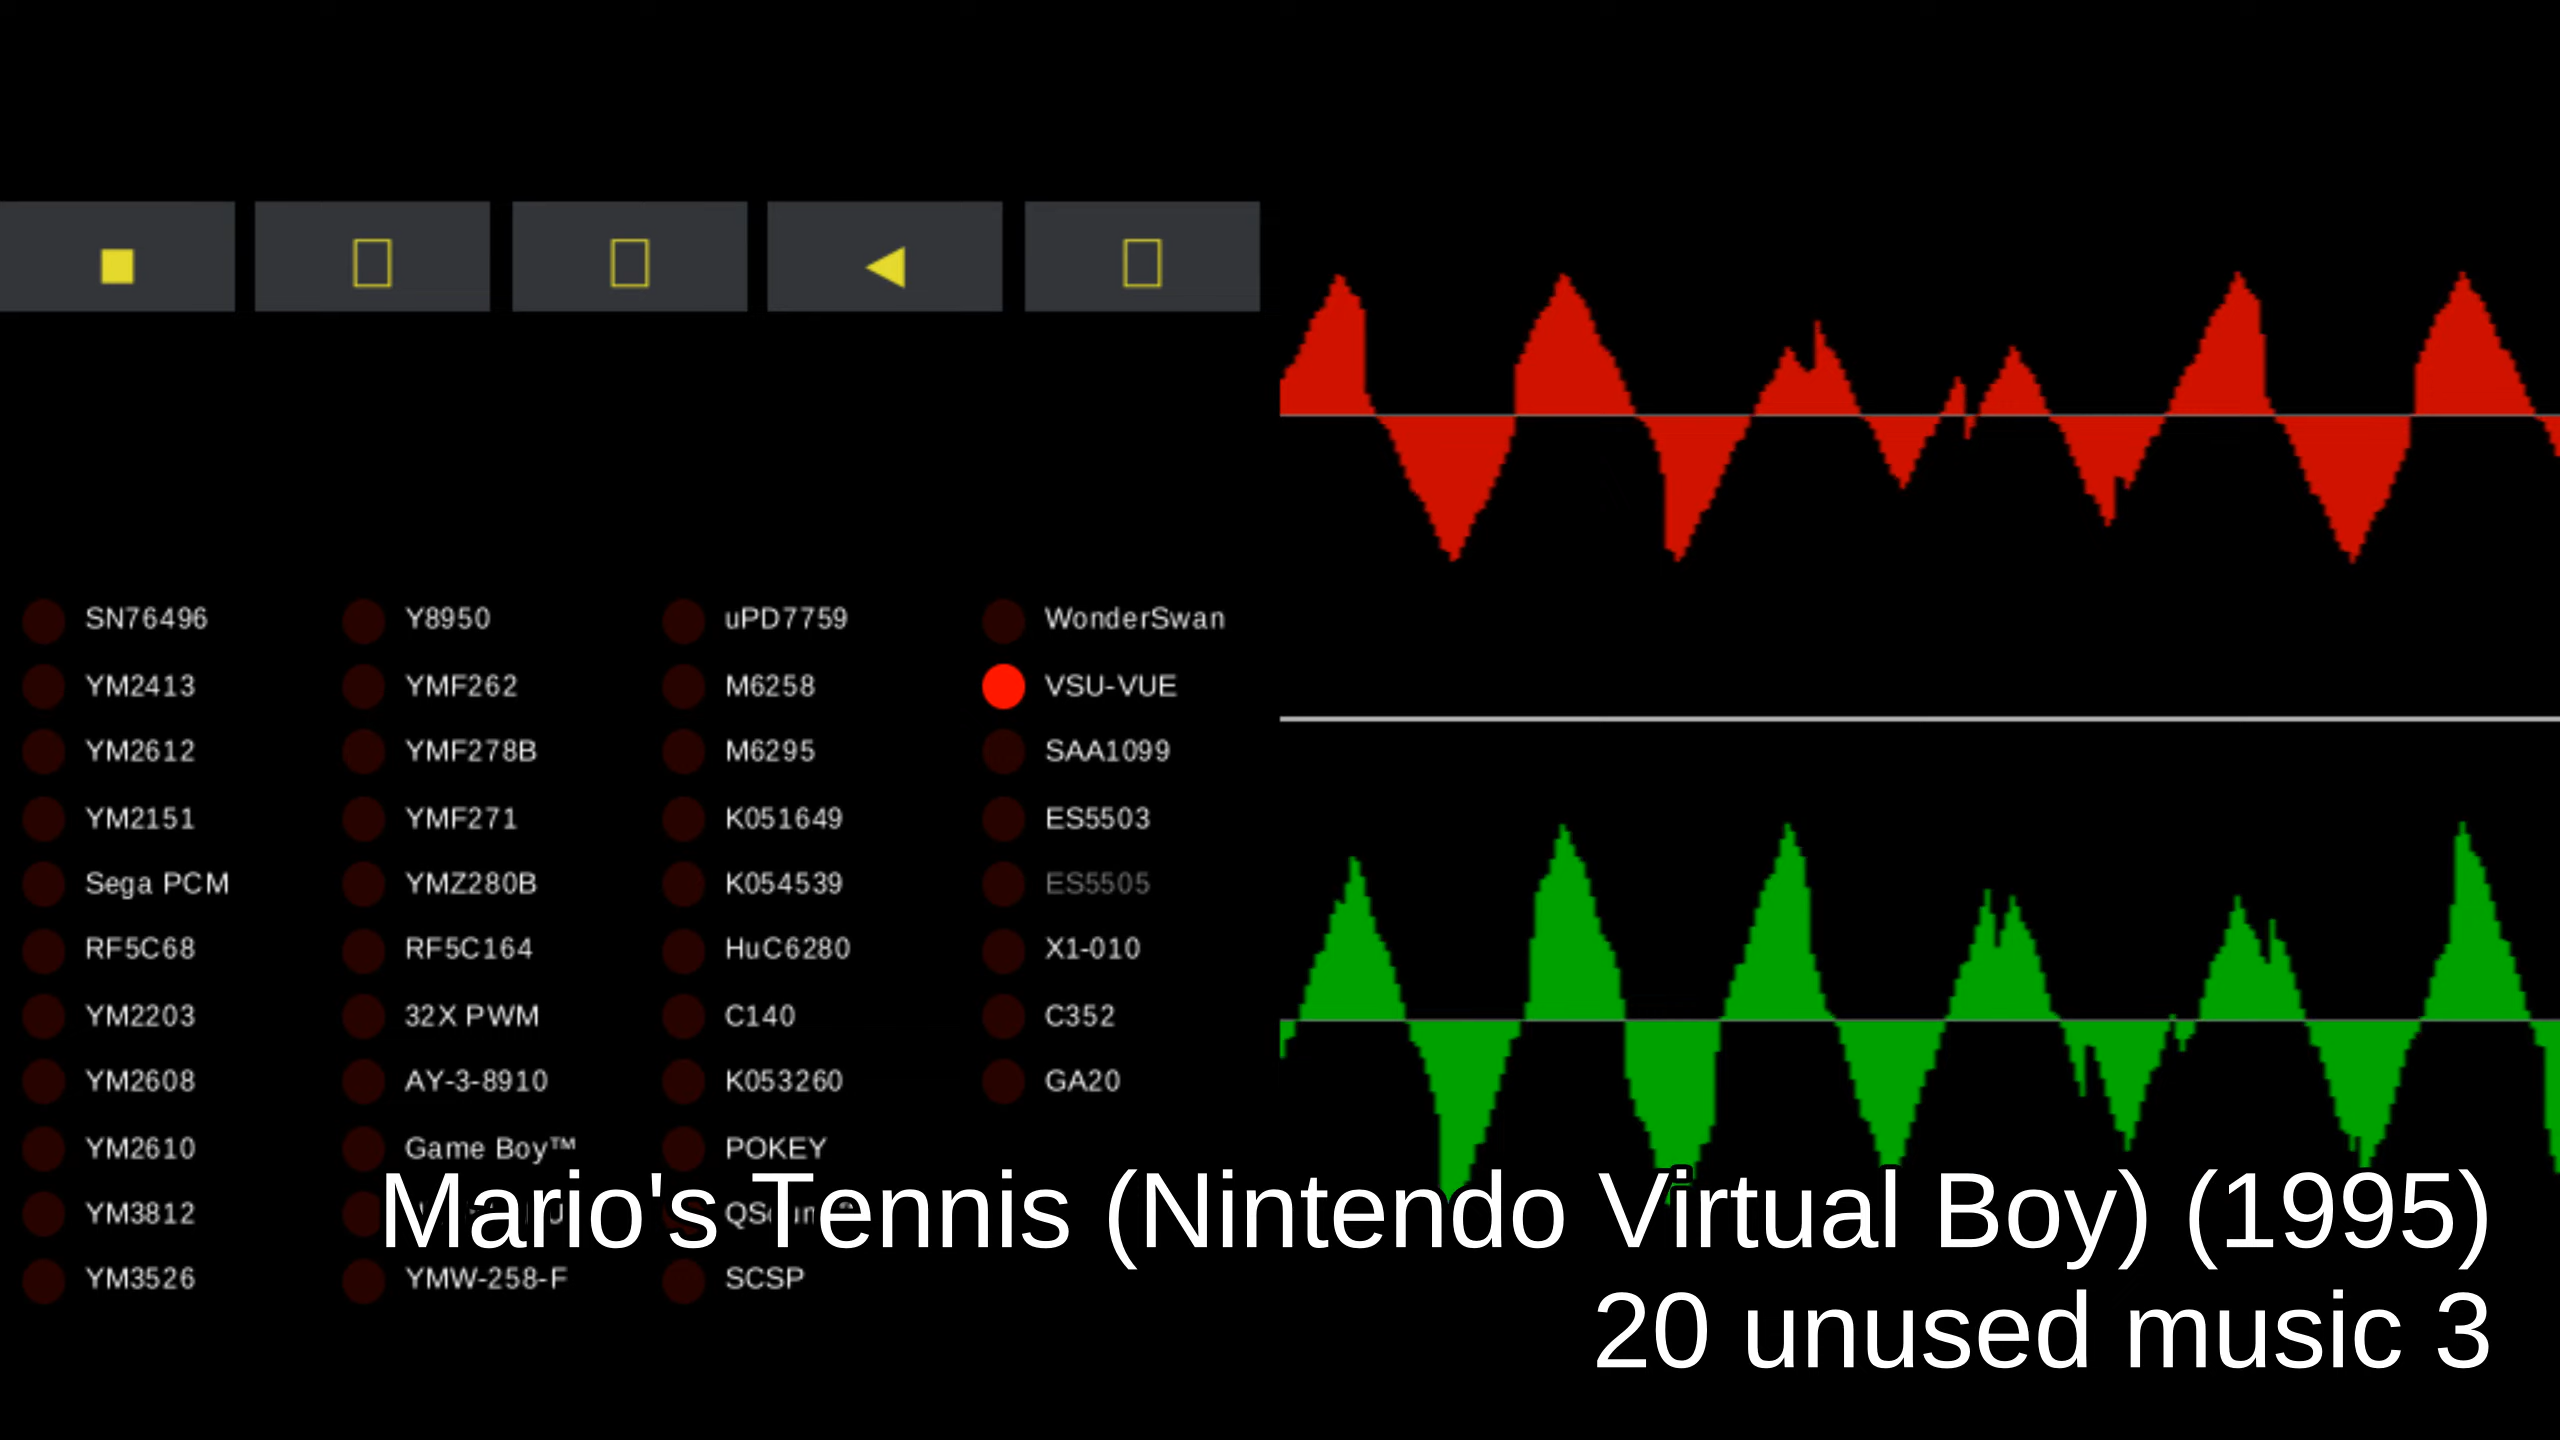 SN76496
YM2413
YM2612
YM2151
Sega PCM
RF5C68
YM2203
YM2608
YM2610
YM3812
YM3526
Y8950
YMF262
YMF278B
YMF271
YMZ280B
RF5C164
32X PWM
AY-3-8910
Game Boy™
YMW-258-F
uPD7759
M6258
M6295
K051649
K054539
HuC6280
C140
K053260
POKEY
SCSP
WonderSwan
VSU-VUE
SAA1099
ES5503
ES5505
X1-010
C352
GA20
Mario's Tennis (Nintendo Virtual Boy) (1995)
20 unused music 3